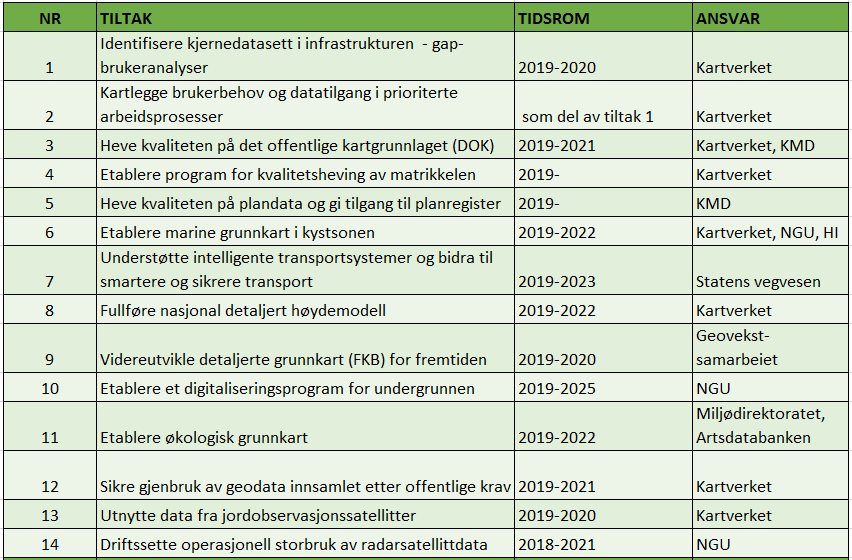 NR TILTAK TIDSROM ANSVAR
Identifisere kjernedatasett i infrastrukturen - gap-
1 brukeranalyser 2019-2020 Kartverket
Kartlegge brukerbehov og datatilgang i prioriterte
2 arbeidsprosesser som del av tiltak 1 Kartverket
3 Heve kvaliteten på det offentlige kartgrunnlaget (DOK) 2019-2021 Kartverket, KMD
4 Etablere program for kvalitetsheving av matrikkelen 2019- Kartverket
5 Heve kvaliteten på plandata og gi tilgang til planregister 2019- KMD
6 Etablere marine grunnkart i kystsonen 2019-2022 Kartverket, NGU, HI
Understøtte intelligente transportsystemer og bidra til
7 smartere og sikrere transport 2019-2023 Statens vegvesen
8 Fullføre nasjonal detaljert høydemodell 2019-2022 Kartverket
Geovekst-
9 Videreutvikle detaljerte grunnkart (FKB) for fremtiden 2019-2020 samarbeiet
10 Etablere et digitaliseringsprogram for undergrunnen 2019-2025 NGU
Miljødirektoratet,
11 Etablere økologisk grunnkart 2019-2022 Artsdatabanken
12 Sikre gjenbruk av geodata innsamlet etter offentlige krav 2019-2021 Kartverket
13 Utnytte data fra jordobservasjonssatellitter 2019-2020 Kartverket
14 Driftssette operasjonell storbruk av radarsatellittdata 2018-2021 NGU